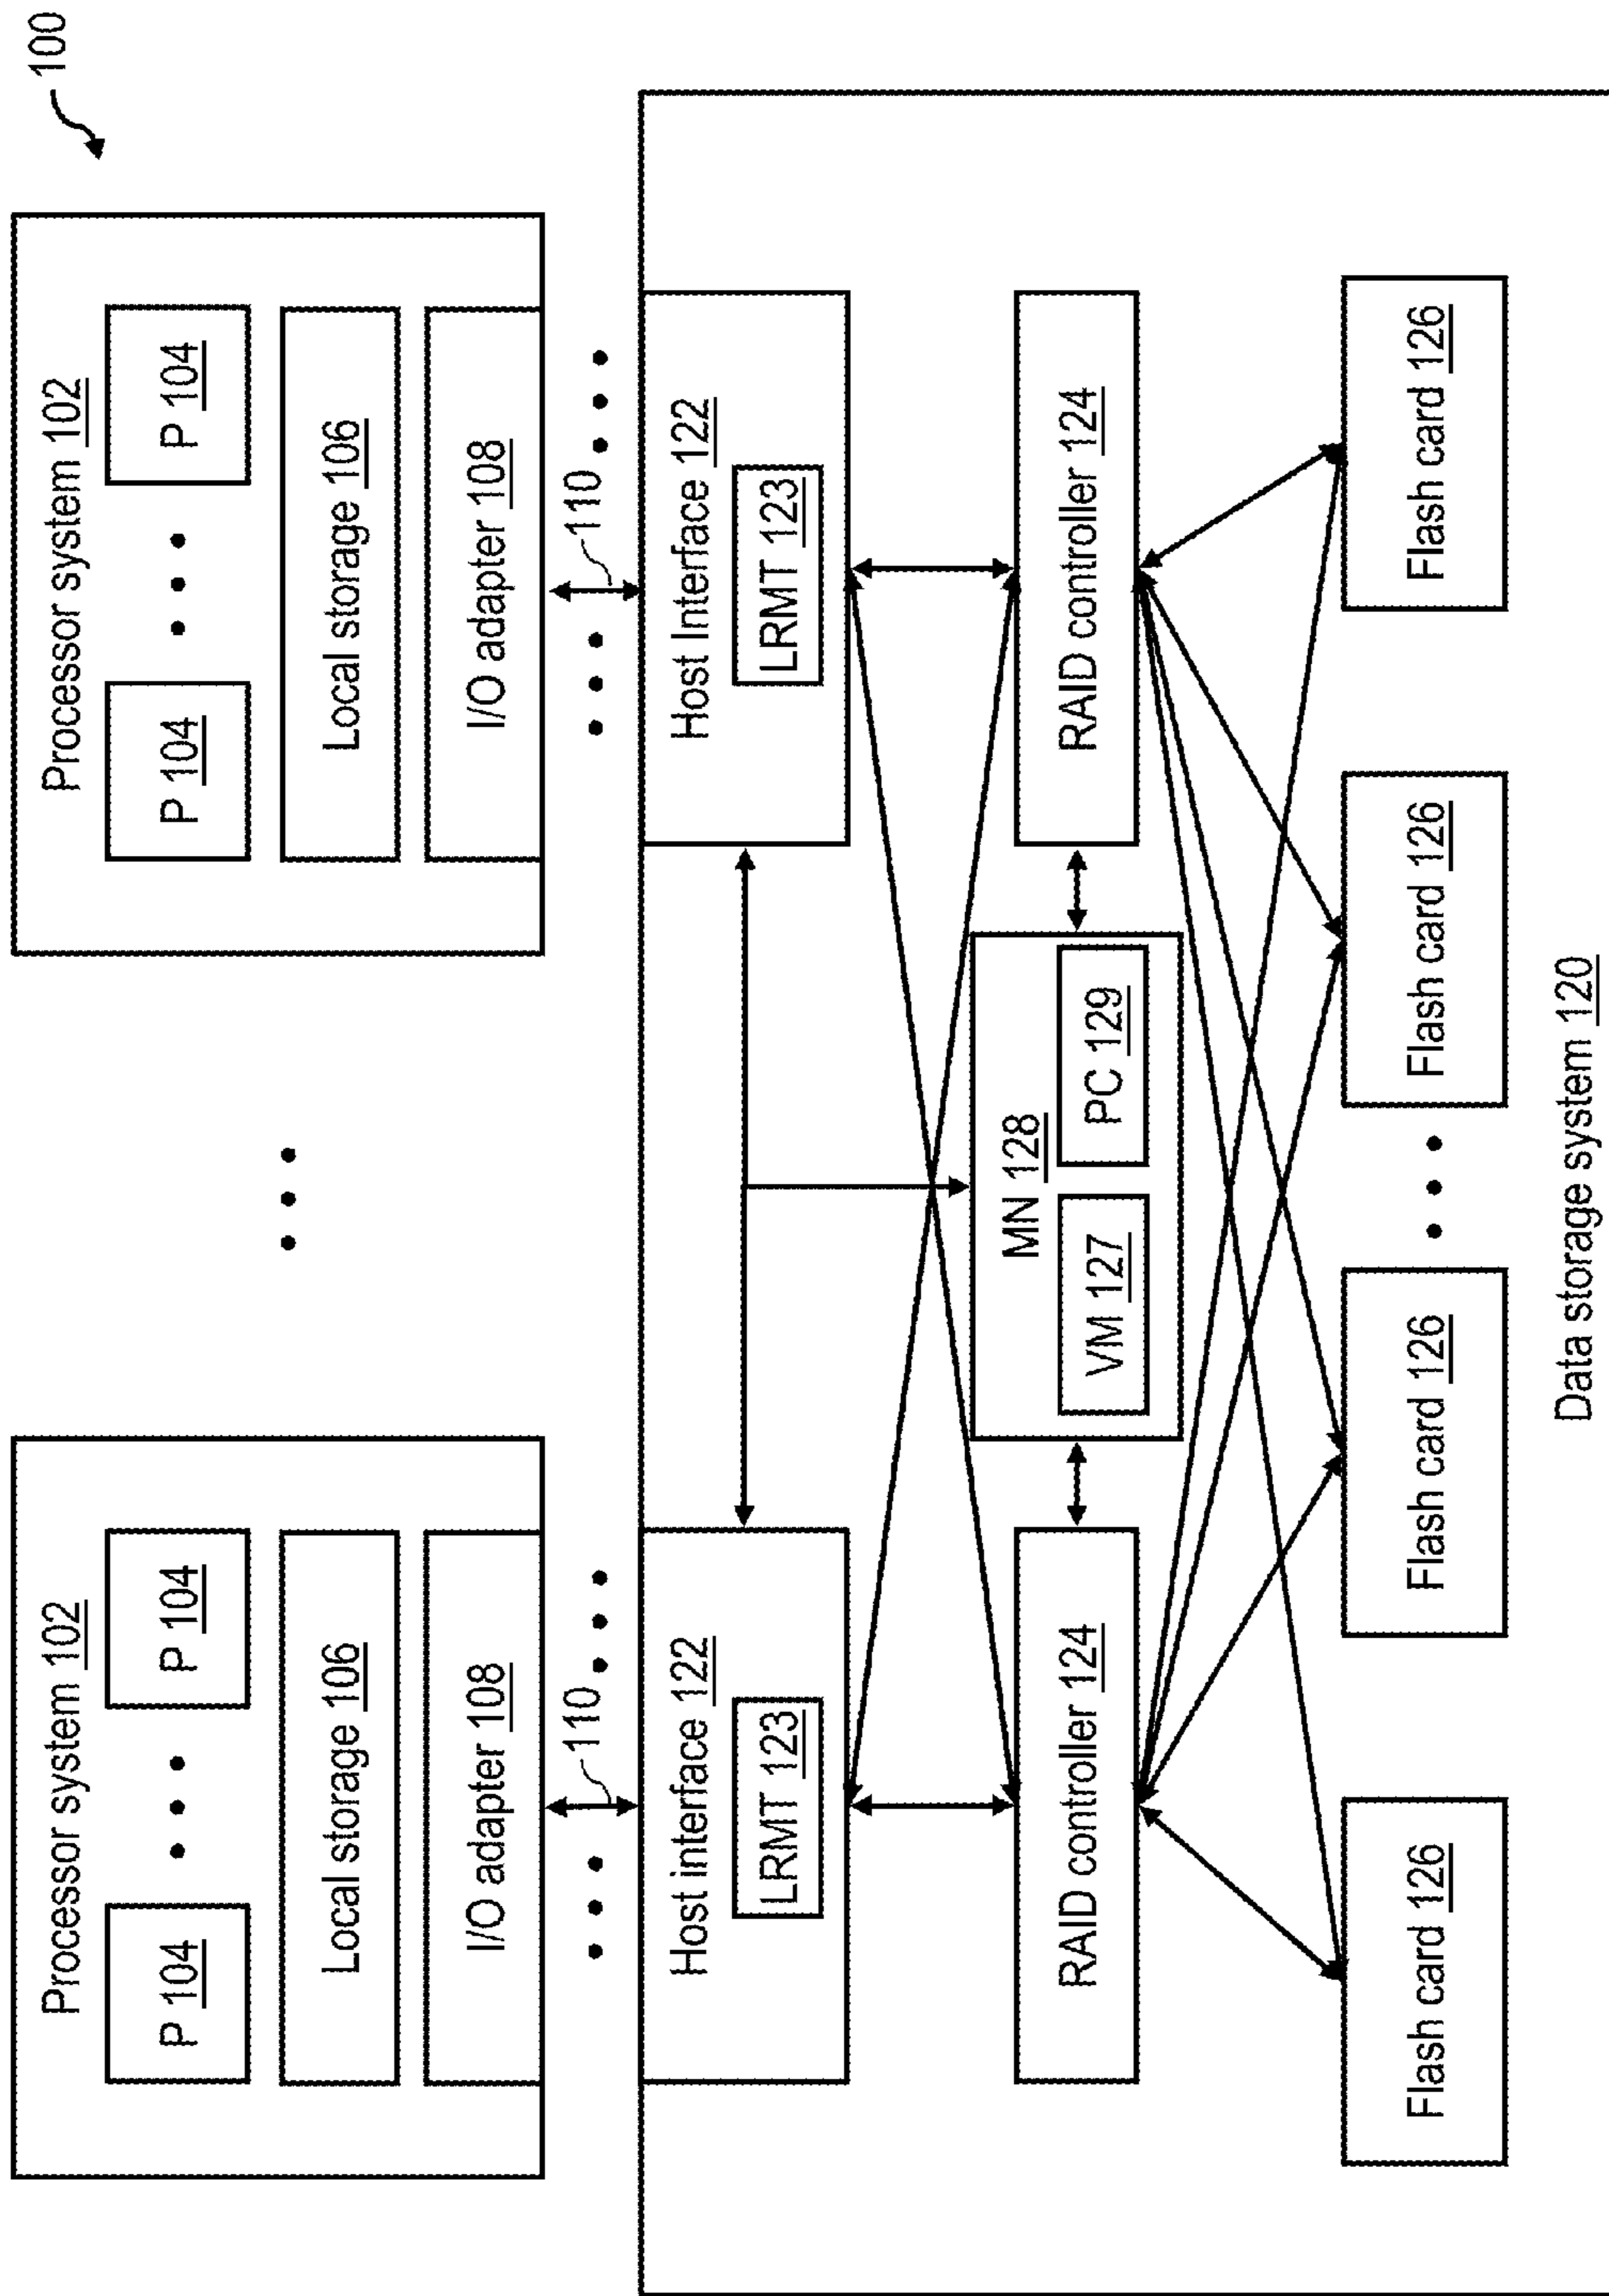 100
Processor system 102
P 104
P 104
Local storage 106
I/O adapter 108
110
Processor system 102
P 104
P 104
Local storage 106
I/O adapter 108
110
Host interface 122
LRMT 123
Host Interface 122
LRMT 123
RAID controller 124
MN 128
VM 127
PC 129
RAID controller 124
Flash card 126
Flash card 126
Flash card 126
Flash card 126
Data storage system 120